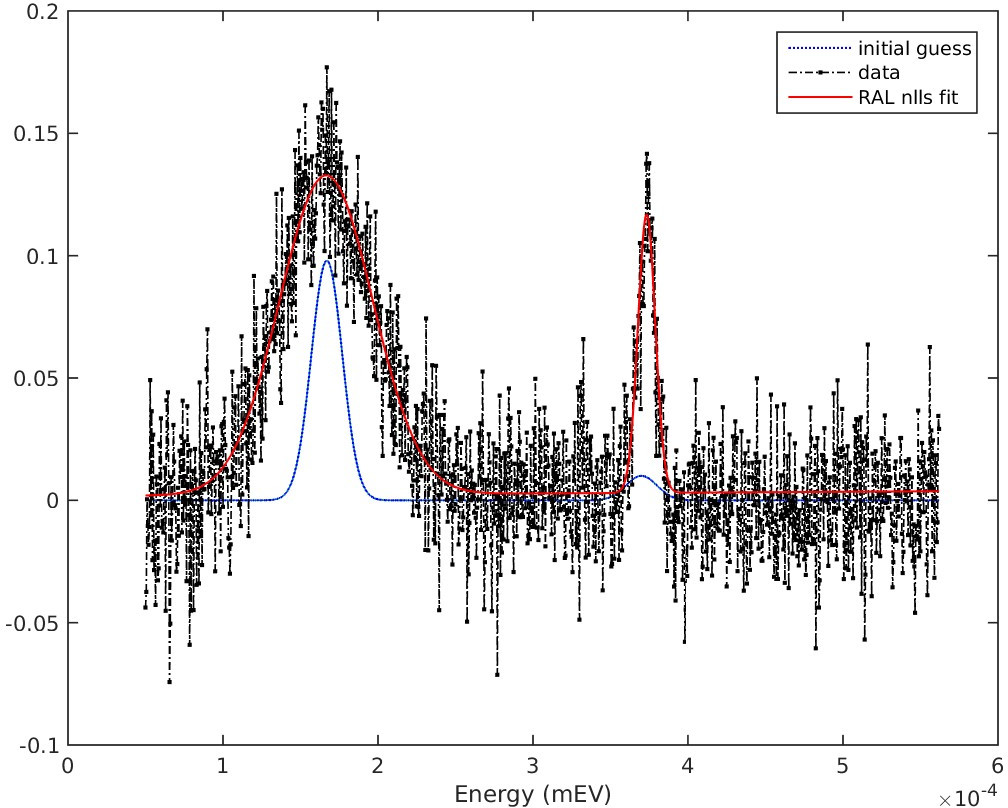 0.2
0.15
0.1
0.05
0
-0.05
-0.1
initial guess
data
RAL nlls fit
0 1 2 3 4 5 6
Energy (meV)
×10-4